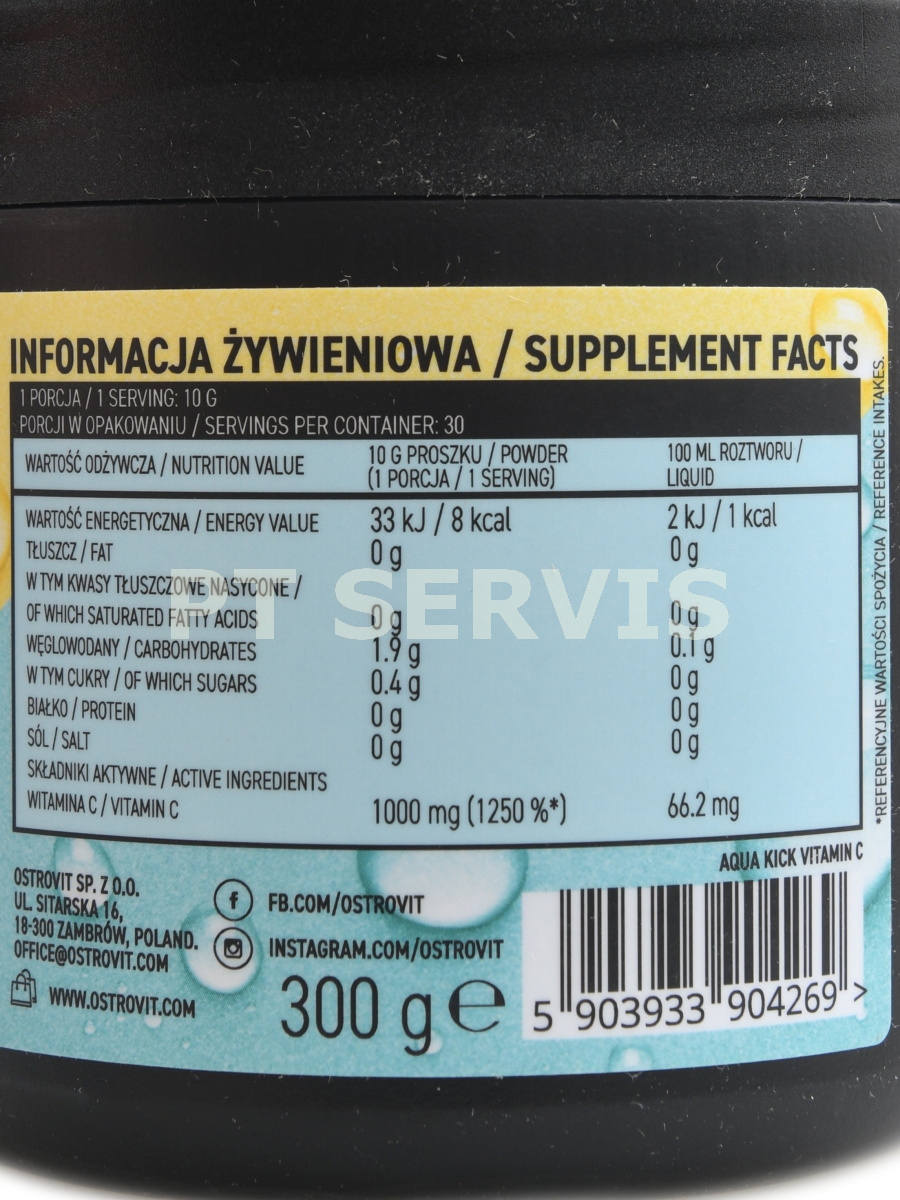 INFORMACJA ŻYWIENIOWA / SUPPLEMENT FACTS
1 PORCJA / 1 SERVING: 10 G
PORCJI W OPAKOWANIU / SERVINGS PER CONTAINER: 30
WARTOŚĆ ODŻYWCZA / NUTRITION VALUE 10 G PROSZKU / POWDER (1 PORCJA / 1 SERVING) 100 ML ROZTWORU / LIQUID
WARTOŚĆ ENERGETYCZNA / ENERGY VALUE 33 kJ / 8 kcal 2 kJ / 1 kcal
TŁUSZCZ / FAT 0 g 0 g
W TYM KWASY TŁUSZCZOWE NASYCONE /
OF WHICH SATURATED FATTY ACIDS 0 g 0 g
WĘGLOWODANY / CARBOHYDRATES 1.9 g 0.1 g
W TYM CUKRY / OF WHICH SUGARS 0.4 g 0 g
BIAŁKO / PROTEIN 0 g 0 g
SÓL / SALT 0 g 0 g
SKŁADNIKI AKTYWNE / ACTIVE INGREDIENTS
WITAMINA C / VITAMIN C 1000 mg (1250 %*) 66.2 mg
*REFERENCYJNE WARTOŚCI SPOŻYCIA / REFERENCE INTAKES.
PT SERVIS
AQUA KICK VITAMIN C
OSTROVIT SP. Z O.O.
UL. SITARSKA 16,
18-300 ZAMBRÓW, POLAND.
OFFICE@OSTROVIT.COM
WWW.OSTROVIT.COM
FB.COM/OSTROVIT
INSTAGRAM.COM/OSTROVIT
300 g ℮
5 903933 904269 >